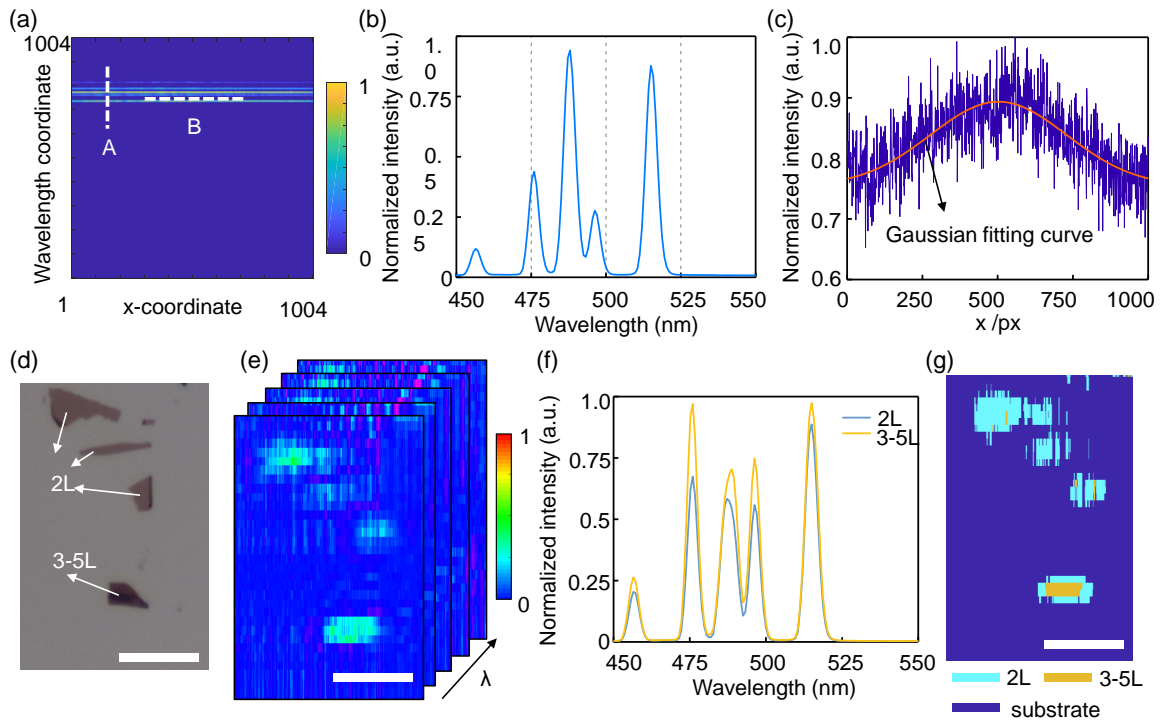 (a)
1004
Wavelength coordinate
A
B
1
0
1
x-coordinate
1004
(b)
Normalized intensity (a.u.)
1.
0
0.75
0.
5
0.2
5
0
450
475
500
525
550
Wavelength (nm)
(c)
Normalized intensity (a.u.)
1.0
0.9
0.8
0.7
0.6
Gaussian fitting curve
0
250
500
750
1000
x /px
(d)
2L
3-5L
(e)
1
0
λ
(f)
Normalized intensity (a.u.)
1.0
0.75
0.50
0.25
0
2L
3-5L
450
475
500
525
550
Wavelength (nm)
(g)
2L
3-5L
substrate